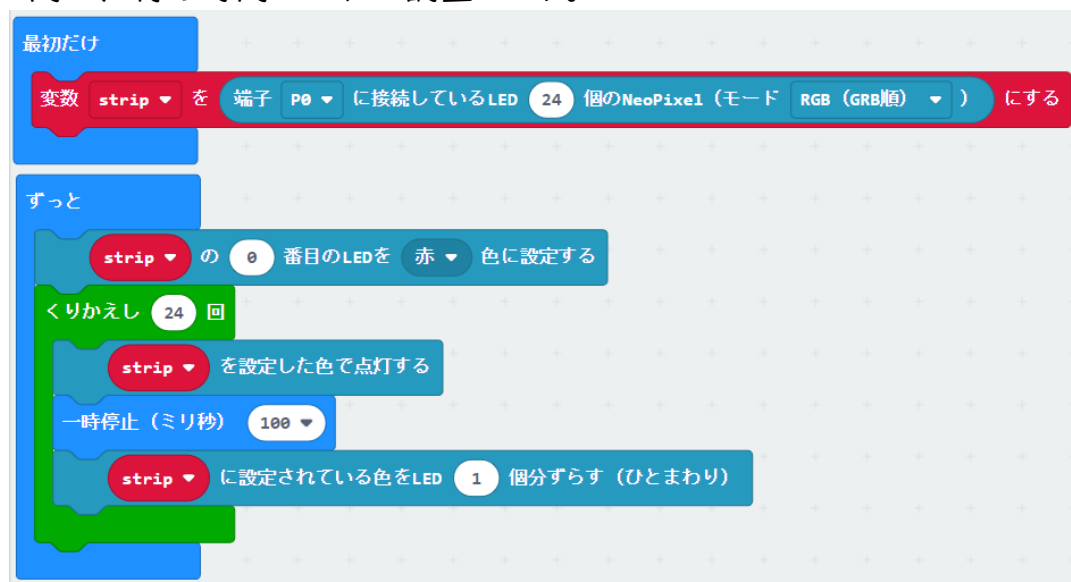 最初だけ
変数 strip ▼ を 端子 P0 ▼ に接続しているLED 24 個のNeoPixel (モード RGB (GRB順) ▼ ) にする
ずっと
strip ▼ の 0 番目のLEDを 赤 ▼ 色に設定する
くりかえし 24 回
strip ▼ を設定した色で点灯する
一時停止 (ミリ秒) 100 ▼
strip ▼ に設定されている色をLED 1 個分ずらす (ひとまわり)